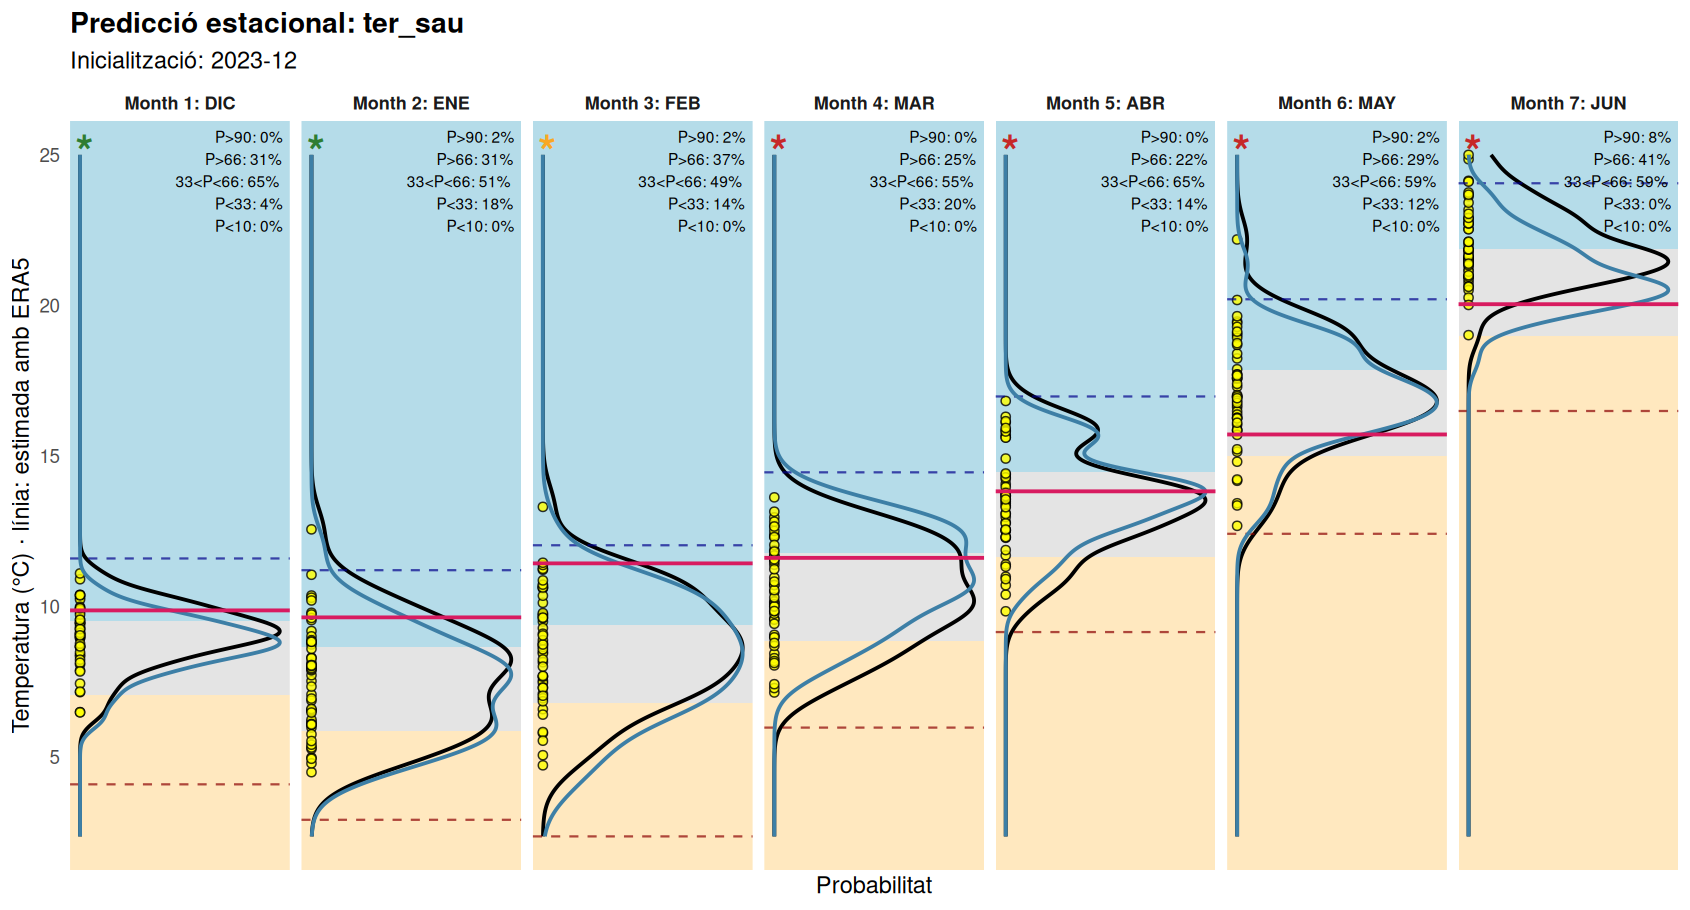 Predicció estacional: ter_sau
Inicialització: 2023-12
Month 1: DIC
Month 2: ENE
Month 3: FEB
Month 4: MAR
Month 5: ABR
Month 6: MAY
Month 7: JUN
P>90: 0%
P>66: 31%
33<P<66: 65%
P<33: 4%
P<10: 0%
P>90: 2%
P>66: 31%
33<P<66: 51%
P<33: 18%
P<10: 0%
P>90: 2%
P>66: 37%
33<P<66: 49%
P<33: 14%
P<10: 0%
P>90: 0%
P>66: 25%
33<P<66: 55%
P<33: 20%
P<10: 0%
P>90: 0%
P>66: 22%
33<P<66: 65%
P<33: 14%
P<10: 0%
P>90: 2%
P>66: 29%
33<P<66: 59%
P<33: 12%
P<10: 0%
P>90: 8%
P>66: 41%
33<P<66: 59%
P<33: 0%
P<10: 0%
25
20
15
10
5
Temperatura (°C) · línia: estimada amb ERA5
Probabilitat